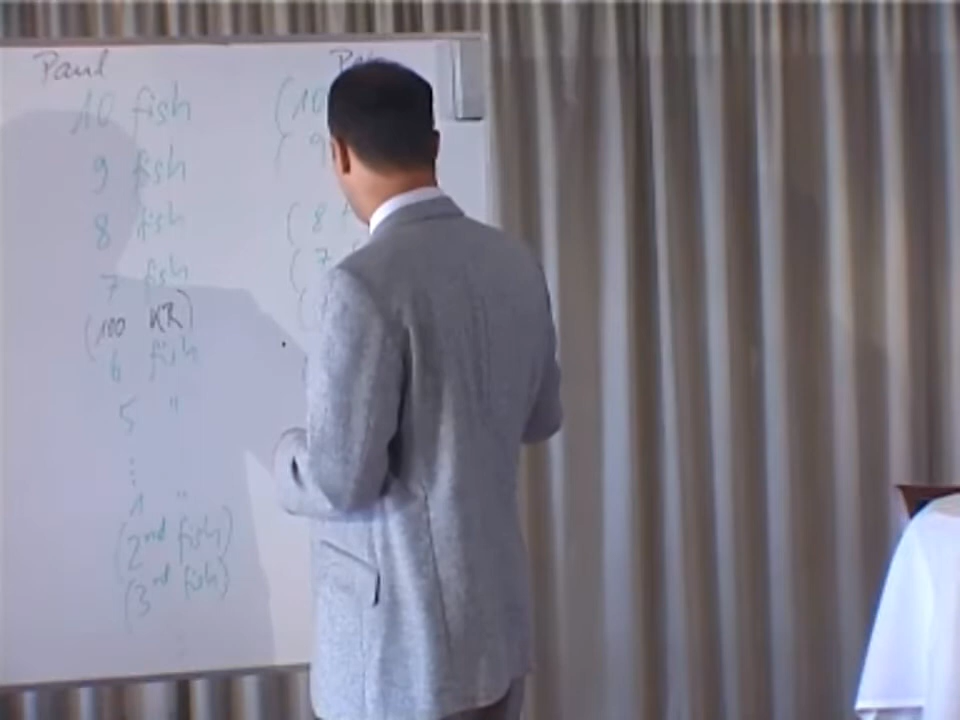 Paul
10 fish (10
9 fish ( 9
8 fish ( 8
7 fish ( 7
(100 KR) (
6 fish
5 "
⋮
1 "
(2nd fish)
(3rd fish)